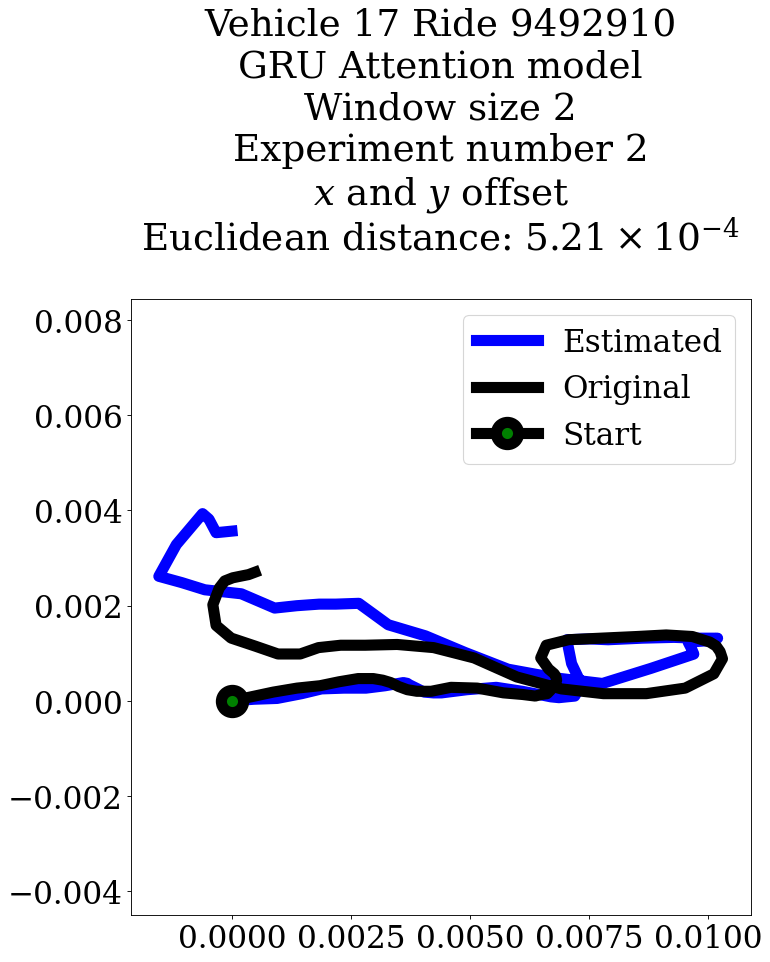 Vehicle 17 Ride 9492910
GRU Attention model
Window size 2
Experiment number 2
x and y offset
Euclidean distance: 5.21 × 10⁻⁴
Estimated
Original
Start
0.008
0.006
0.004
0.002
0.000
−0.002
−0.004
0.0000 0.0025 0.0050 0.0075 0.0100